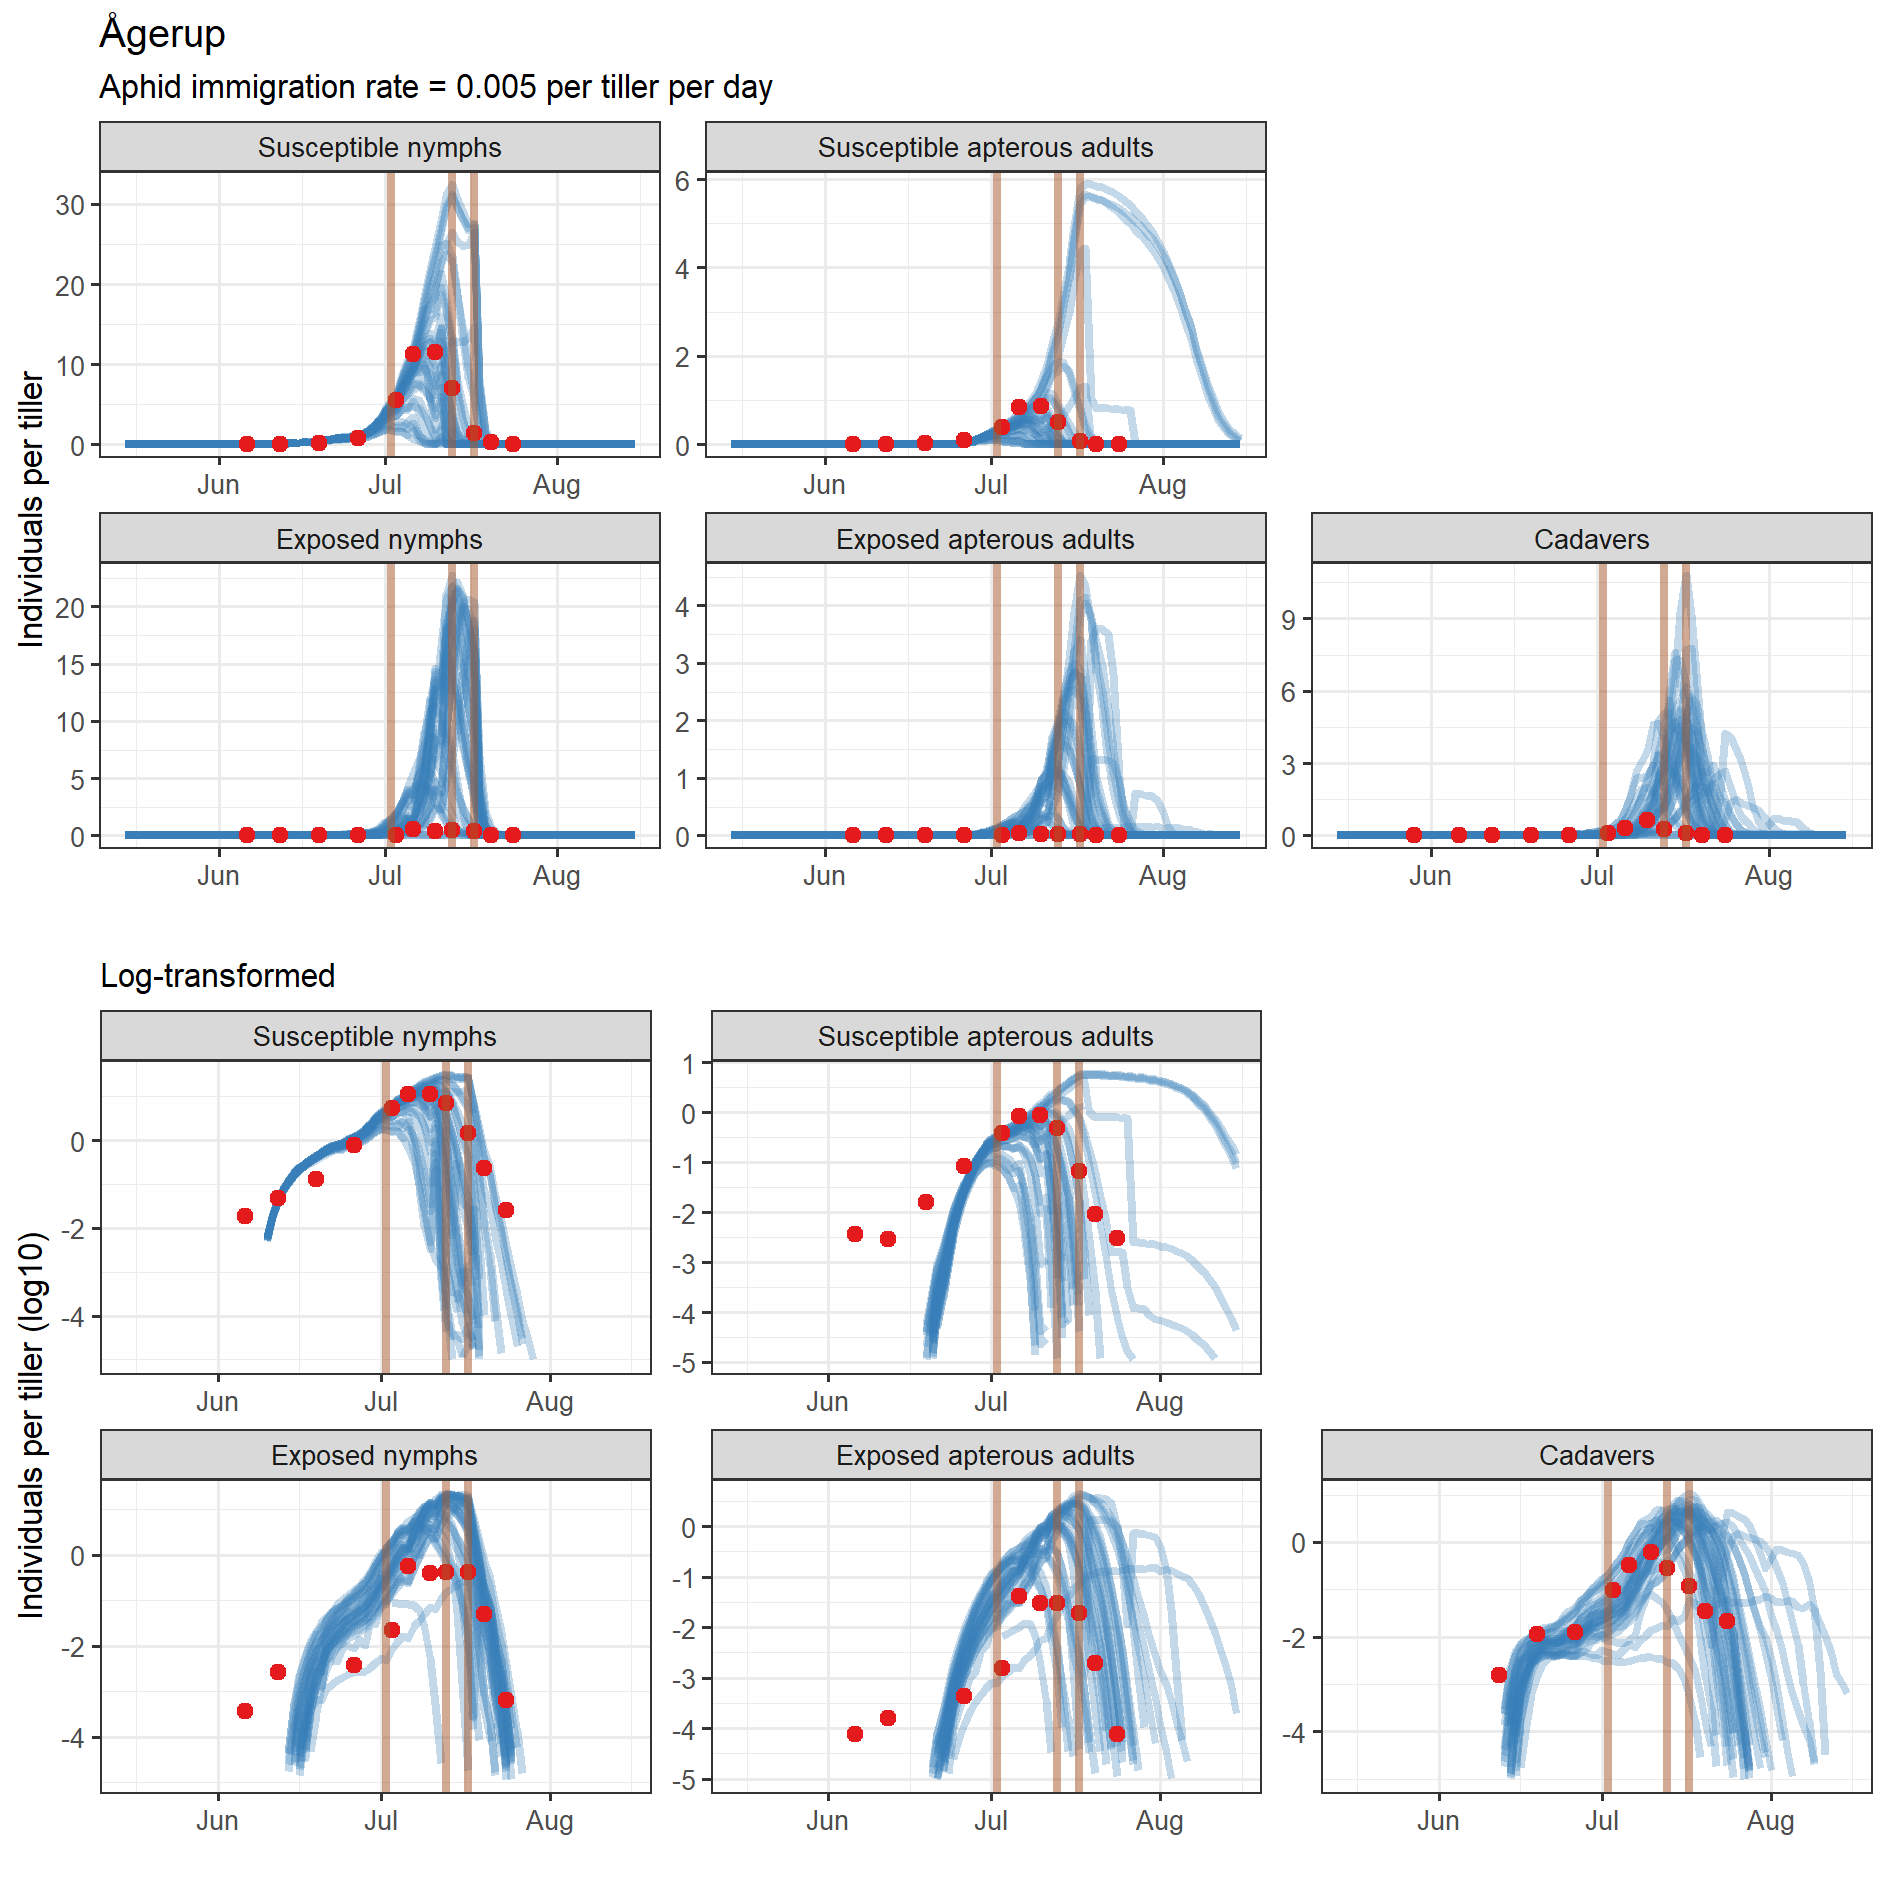 Ågerup
Aphid immigration rate = 0.005 per tiller per day
Individuals per tiller
Susceptible nymphs
30
20
10
0
Jun Jul Aug
Susceptible apterous adults
6
4
2
0
Jun Jul Aug
Exposed nymphs
20
15
10
5
0
Jun Jul Aug
Exposed apterous adults
4
3
2
1
0
Jun Jul Aug
Cadavers
9
6
3
0
Jun Jul Aug
Log-transformed
Individuals per tiller (log10)
Susceptible nymphs
0
-2
-4
Jun Jul Aug
Susceptible apterous adults
1
0
-1
-2
-3
-4
-5
Jun Jul Aug
Exposed nymphs
0
-2
-4
Jun Jul Aug
Exposed apterous adults
0
-1
-2
-3
-4
-5
Jun Jul Aug
Cadavers
0
-2
-4
Jun Jul Aug